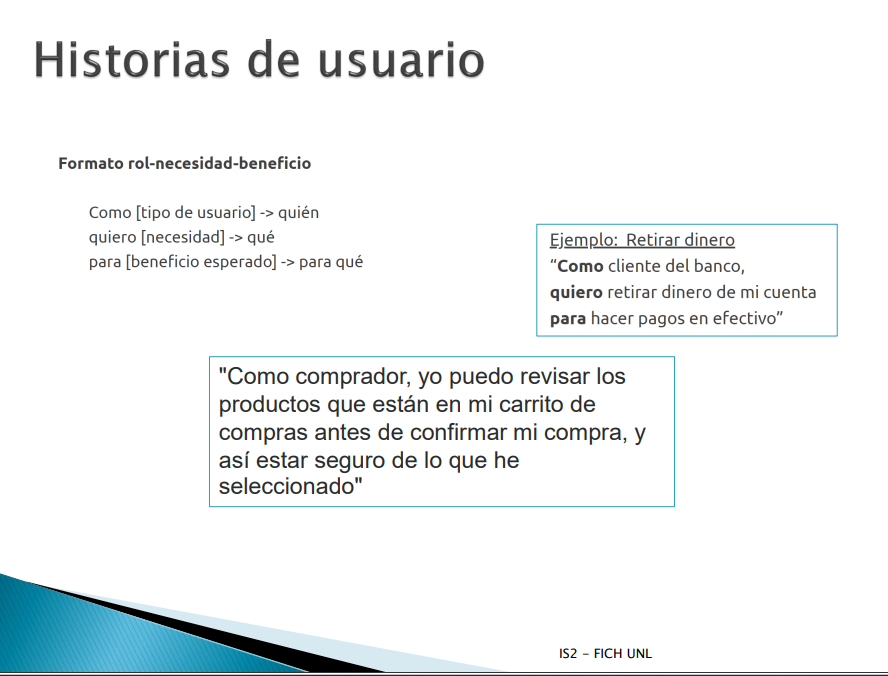 Historias de usuario
Formato rol-necesidad-beneficio
Como [tipo de usuario] -> quién
quiero [necesidad] -> qué
para [beneficio esperado] -> para qué
Ejemplo: Retirar dinero
“Como cliente del banco,
quiero retirar dinero de mi cuenta
para hacer pagos en efectivo”
"Como comprador, yo puedo revisar los
productos que están en mi carrito de
compras antes de confirmar mi compra, y
así estar seguro de lo que he
seleccionado"
IS2 – FICH UNL